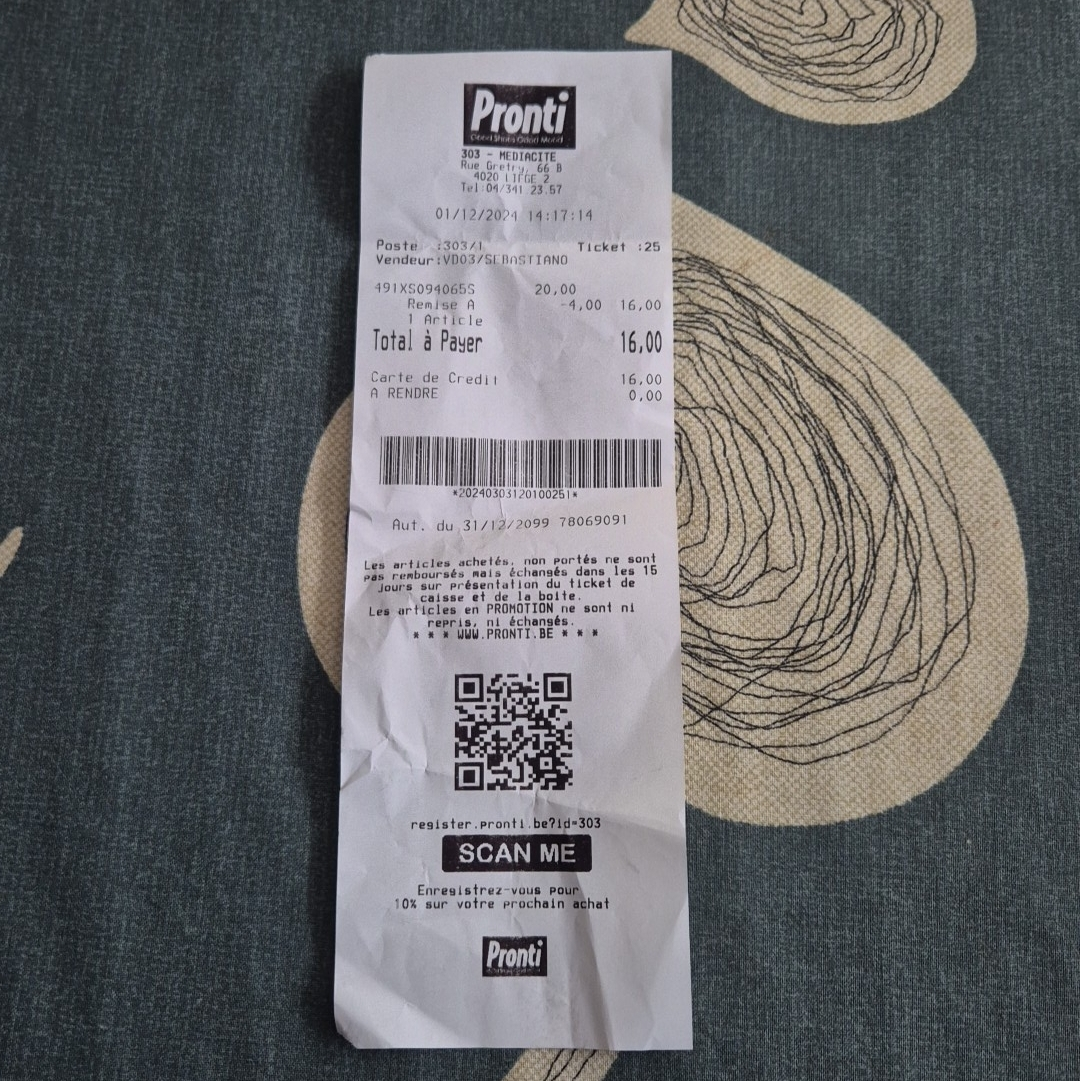 Pronti
Good Shoes Good Mood
303 - MEDIACITE
Rue Gretry, 66 B
4020 LIEGE 2
Tel:04/341 23.57
01/12/2024 14:17:14
Poste :303/1 Ticket :25
Vendeur:VD03/SEBASTIANO
491XS094065S 20,00
Remise A -4,00 16,00
1 Article
Total à Payer 16,00
Carte de Credit 16,00
A RENDRE 0,00
*20240303120100251*
Aut. du 31/12/2099 78069091
Les articles achetés, non portés ne sont
pas remboursés mais échangés dans les 15
jours sur présentation du ticket de
caisse et de la boite.
Les articles en PROMOTION ne sont ni
repris, ni échangés.
* * * WWW.PRONTI.BE * * *
register.pronti.be?id=303
SCAN ME
Enregistrez-vous pour
10% sur votre prochain achat
Pronti